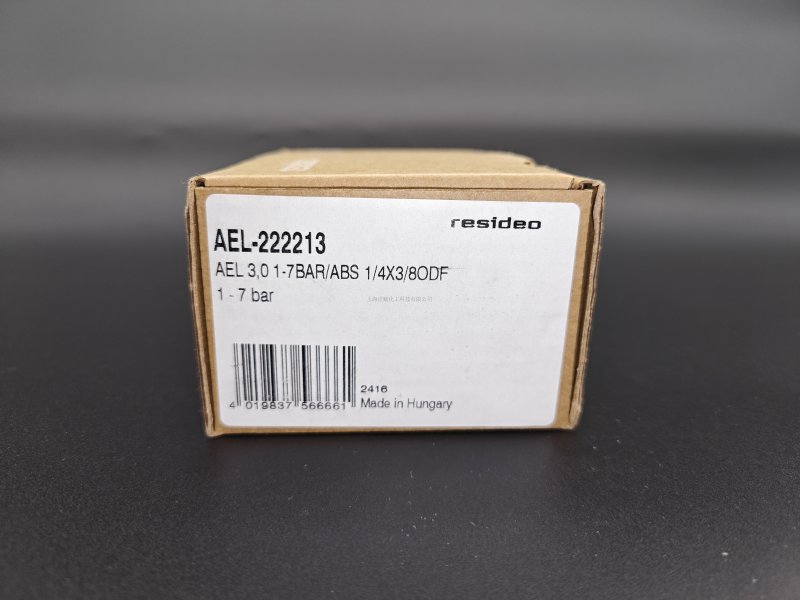 resideo
AEL-222213
AEL 3,0 1-7BAR/ABS 1/4X3/8ODF
1 - 7 bar
2416
4 019837 566661
Made in Hungary